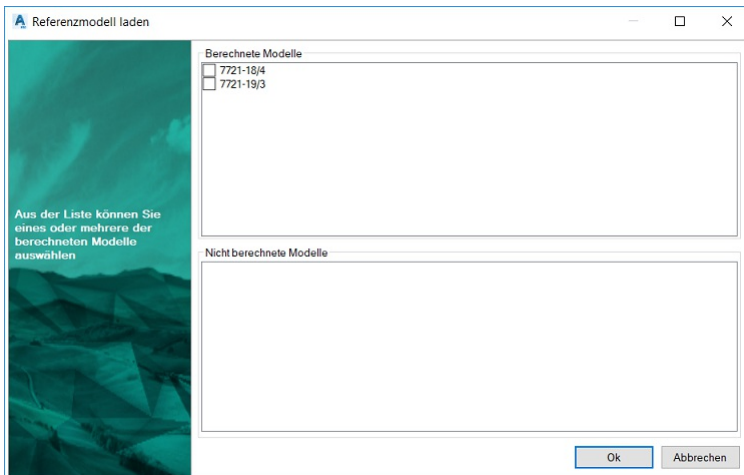 Referenzmodell laden
Berechnete Modelle
7721-18/4
7721-19/3
Aus der Liste können Sie
eines oder mehrere der
berechneten Modelle
auswählen
Nicht berechnete Modelle
Ok
Abbrechen